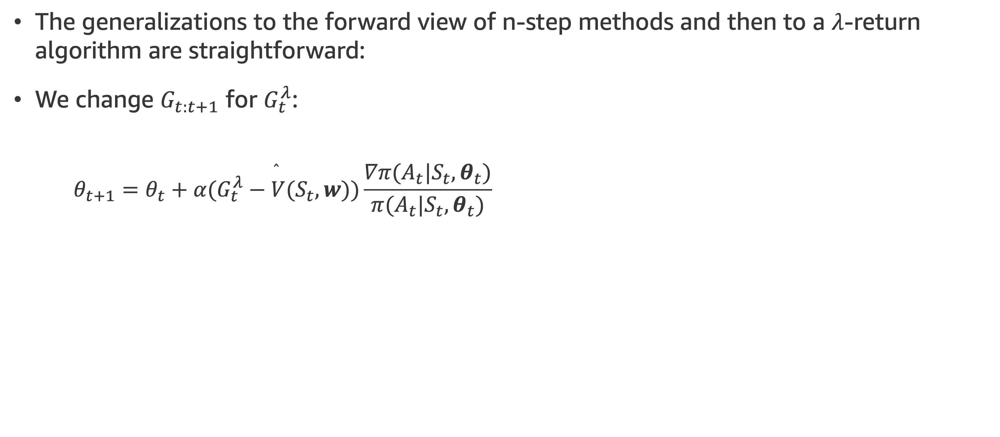 • The generalizations to the forward view of n-step methods and then to a λ-return
algorithm are straightforward:
• We change $G_{t:t+1}$ for $G_t^{\lambda}$:
$\theta_{t+1} = \theta_t + \alpha(G_t^{\lambda} - \hat{V}(S_t, \boldsymbol{w})) \frac{\nabla\pi(A_t|S_t, \boldsymbol{\theta}_t)}{\pi(A_t|S_t, \boldsymbol{\theta}_t)}$